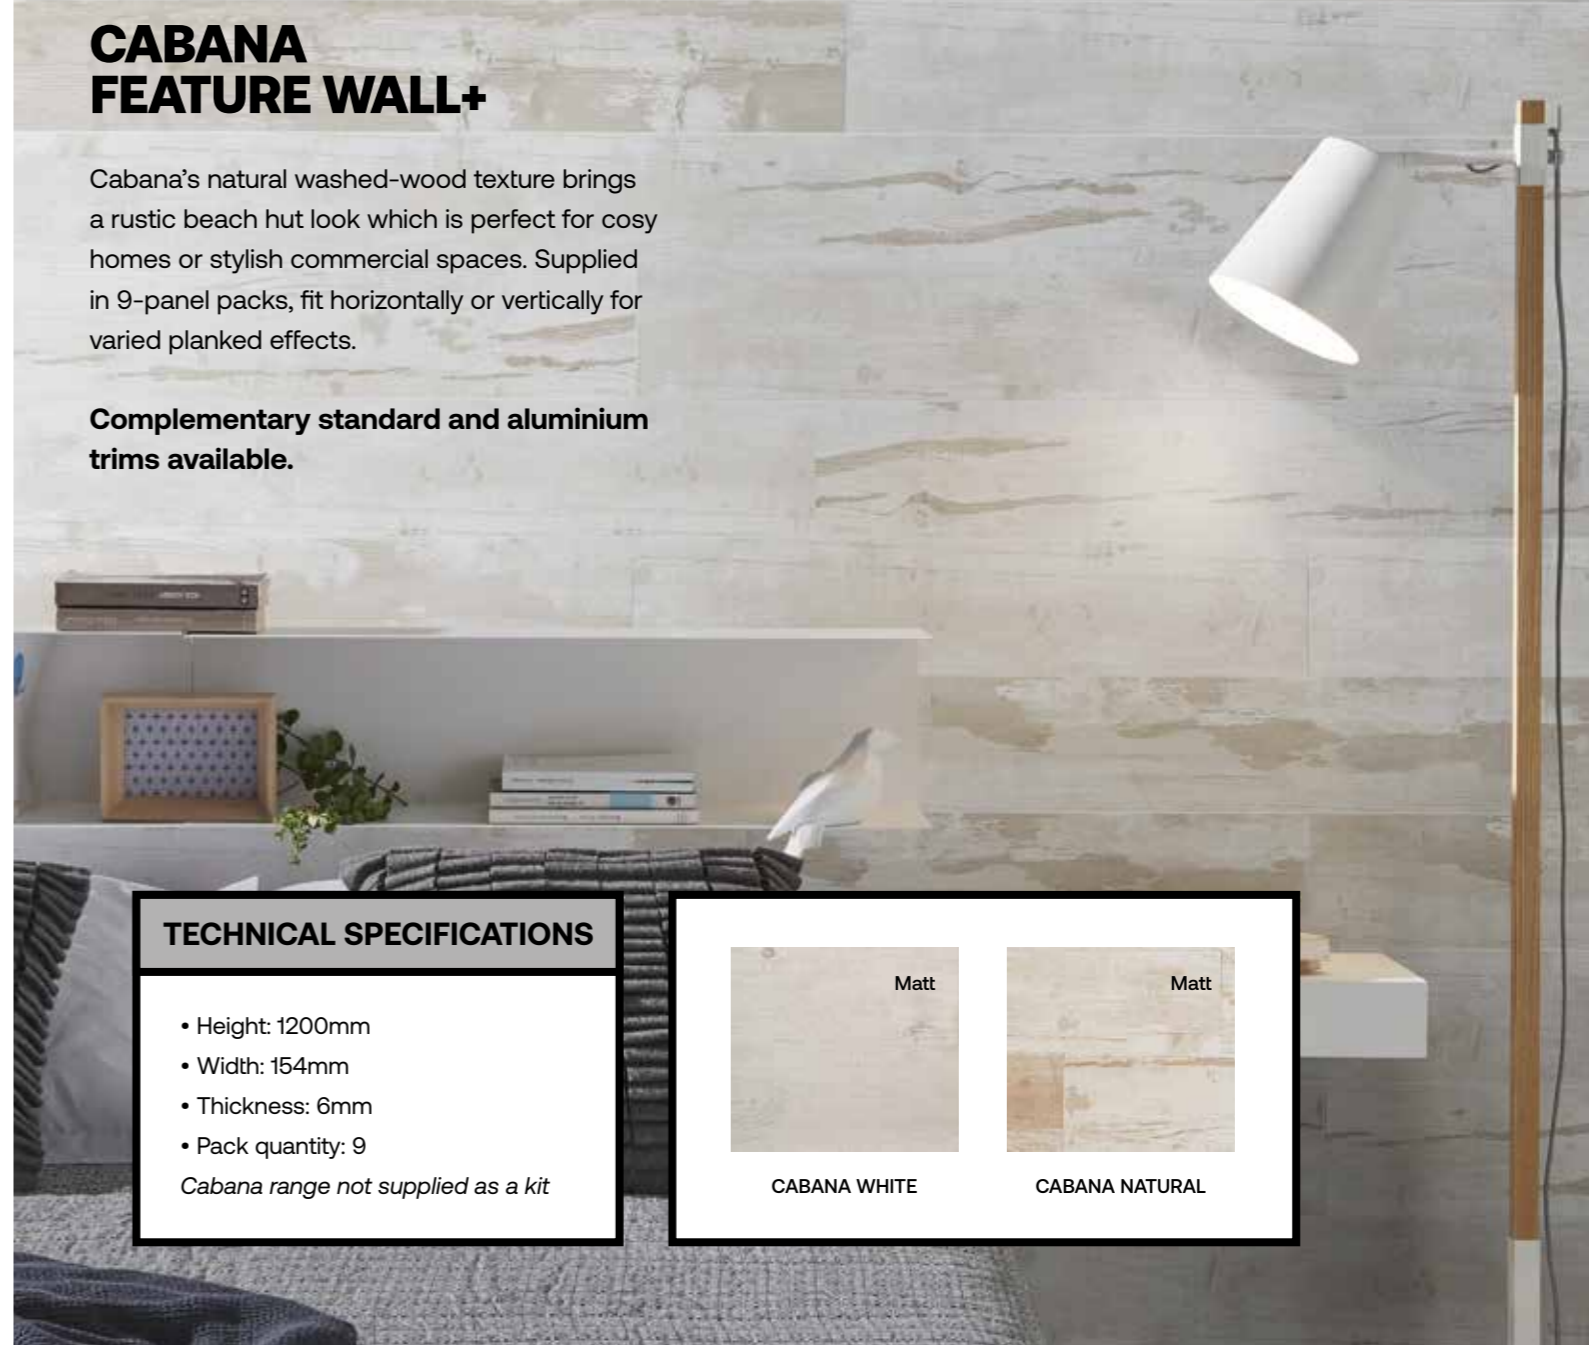 CABANA
FEATURE WALL+
Cabana's natural washed-wood texture brings
a rustic beach hut look which is perfect for cosy
homes or stylish commercial spaces. Supplied
in 9-panel packs, fit horizontally or vertically for
varied planked effects.
Complementary standard and aluminium
trims available.
TECHNICAL SPECIFICATIONS
• Height: 1200mm
• Width: 154mm
• Thickness: 6mm
• Pack quantity: 9
Cabana range not supplied as a kit
Matt
CABANA WHITE
Matt
CABANA NATURAL